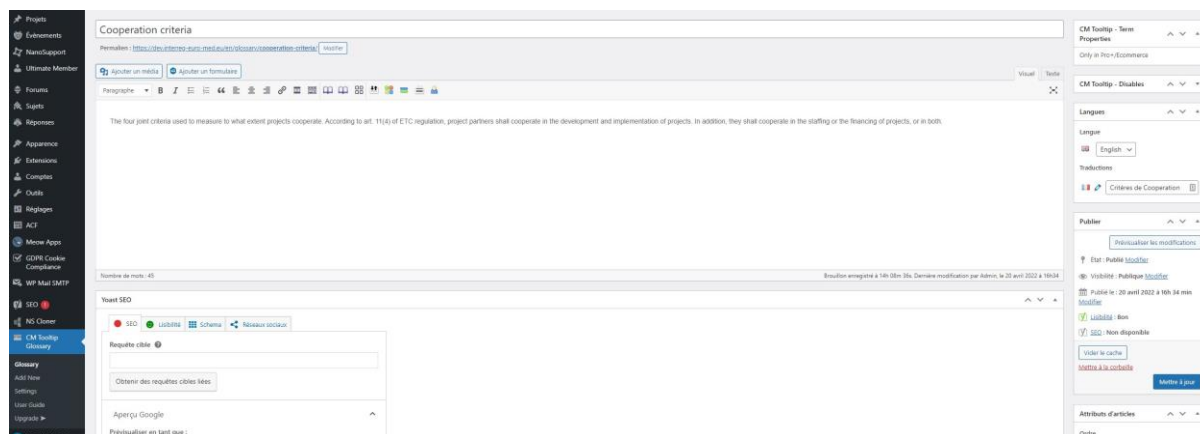 Projets
Évènements
NanoSupport
Ultimate Member
Forums
Sujets
Réponses
Apparence
Extensions
Comptes
Outils
Réglages
ACF
Meow Apps
GDPR Cookie
Compliance
WP Mail SMTP
SEO
NS Cloner
CM Tooltip
Glossary
Glossary
Add New
Settings
User Guide
Upgrade
Cooperation criteria
Permalien : https://dev.interreg-euro-med.eu/en/glossary/cooperation-criteria/ Modifier
Ajouter un média Ajouter un formulaire
Visuel Texte
Paragraphe
The four joint criteria used to measure to what extent projects cooperate. According to art. 11(4) of ETC regulation, project partners shall cooperate in the development and implementation of projects. In addition, they shall cooperate in the staffing or the financing of projects, or in both.
Nombre de mots : 45
Brouillon enregistré à 14h 08m 36s. Dernière modification par Admin, le 20 avril 2022 à 16h34
Yoast SEO
SEO Lisibilité Schema Réseaux sociaux
Requête cible
Obtenir des requêtes cibles liées
Aperçu Google
Prévisualiser en tant que :
CM Tooltip - Term
Properties
Only in Pro+/Ecommerce
CM Tooltip - Disables
Langues
Langue
English
Traductions
Critères de Cooperation
Publier
Prévisualiser les modifications
État : Publié Modifier
Visibilité : Publique Modifier
Publié le : 20 avril 2022 à 16h 34 min
Modifier
Lisibilité : Bon
SEO : Non disponible
Vider le cache
Mettre à la corbeille
Mettre à jour
Attributs d'articles
Ordre